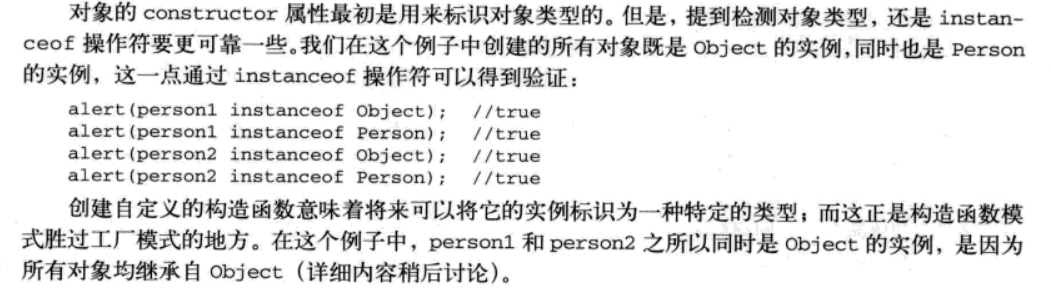 对象的 constructor 属性最初是用来标识对象类型的。但是，提到检测对象类型，还是 instan-
ceof 操作符要更可靠一些。我们在这个例子中创建的所有对象既是 Object 的实例，同时也是 Person
的实例，这一点通过 instanceof 操作符可以得到验证：
alert(person1 instanceof Object);  //true
alert(person1 instanceof Person);  //true
alert(person2 instanceof Object);  //true
alert(person2 instanceof Person);  //true
创建自定义的构造函数意味着将来可以将它的实例标识为一种特定的类型；而这正是构造函数模
式胜过工厂模式的地方。在这个例子中，person1 和 person2 之所以同时是 Object 的实例，是因为
所有对象均继承自 Object（详细内容稍后讨论）。